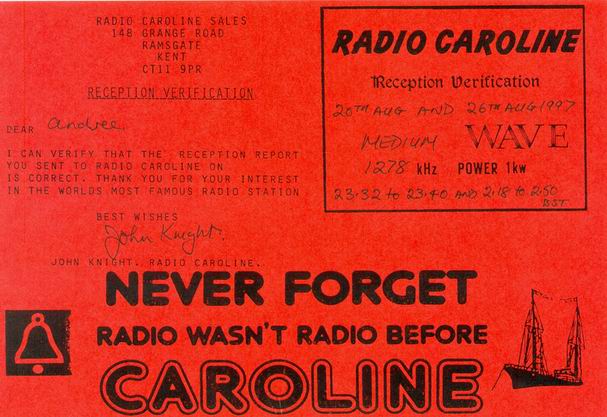 RADIO CAROLINE SALES
148 GRANGE ROAD
RAMSGATE
KENT
CT11 9PR
RECEPTION VERIFICATION
DEAR Andree.
I CAN VERIFY THAT THE RECEPTION REPORT
YOU SENT TO RADIO CAROLINE ON
IS CORRECT. THANK YOU FOR YOUR INTEREST
IN THE WORLDS MOST FAMOUS RADIO STATION
BEST WISHES
John Knight.
JOHN KNIGHT. RADIO CAROLINE.
RADIO CAROLINE
Reception Verification
20TH AUG AND 26TH AUG 1997
MEDIUM WAVE
1278 kHz POWER 1kw
23:32 to 23:40 AND 2:18 to 2:50
BST
NEVER FORGET
RADIO WASN'T RADIO BEFORE
CAROLINE